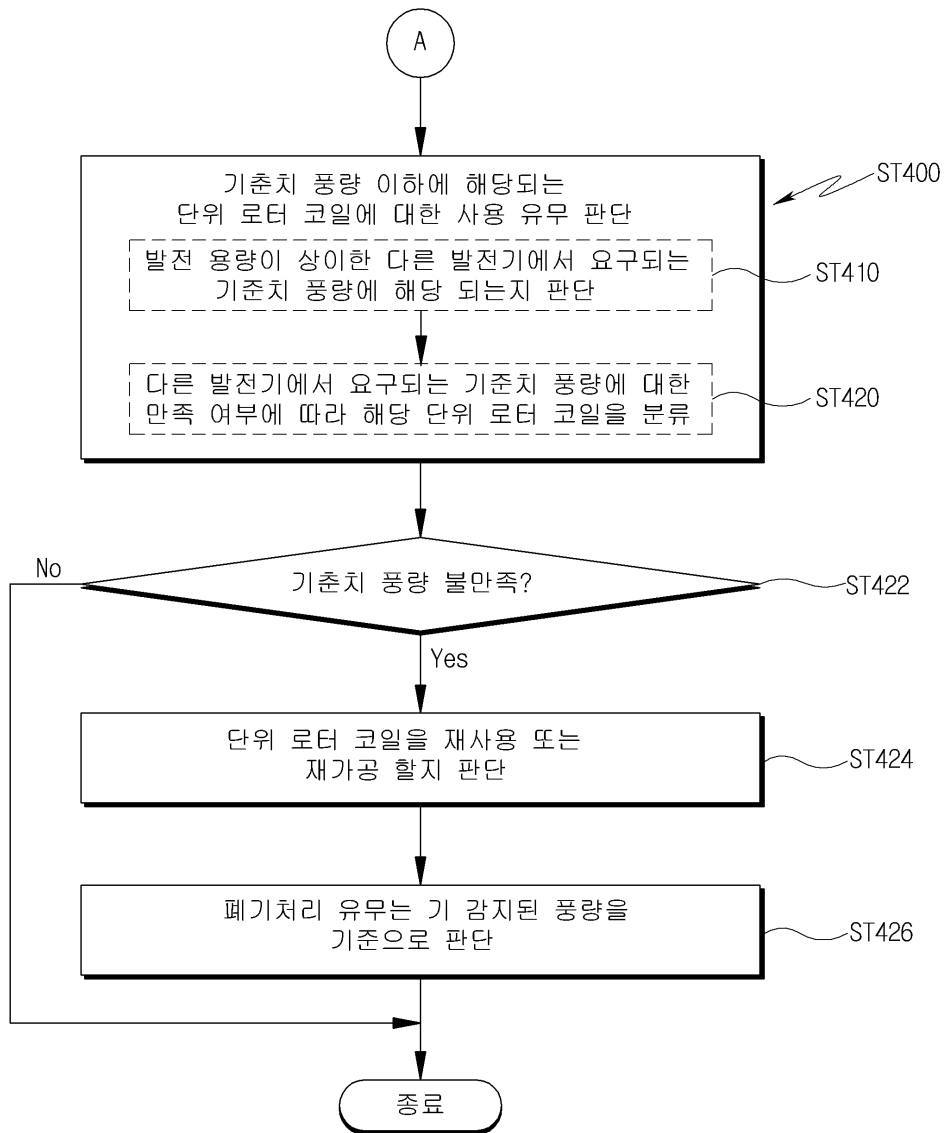 A
기춘치 풍량 이하에 해당되는
단위 로터 코일에 대한 사용 유무 판단
ST400
발전 용량이 상이한 다른 발전기에서 요구되는
기준치 풍량에 해당 되는지 판단
ST410
다른 발전기에서 요구되는 기준치 풍량에 대한
만족 여부에 따라 해당 단위 로터 코일을 분류
ST420
No
기춘치 풍량 불만족?
ST422
Yes
단위 로터 코일을 재사용 또는
재가공 할지 판단
ST424
폐기처리 유무는 기 감지된 풍량을
기준으로 판단
ST426
종료